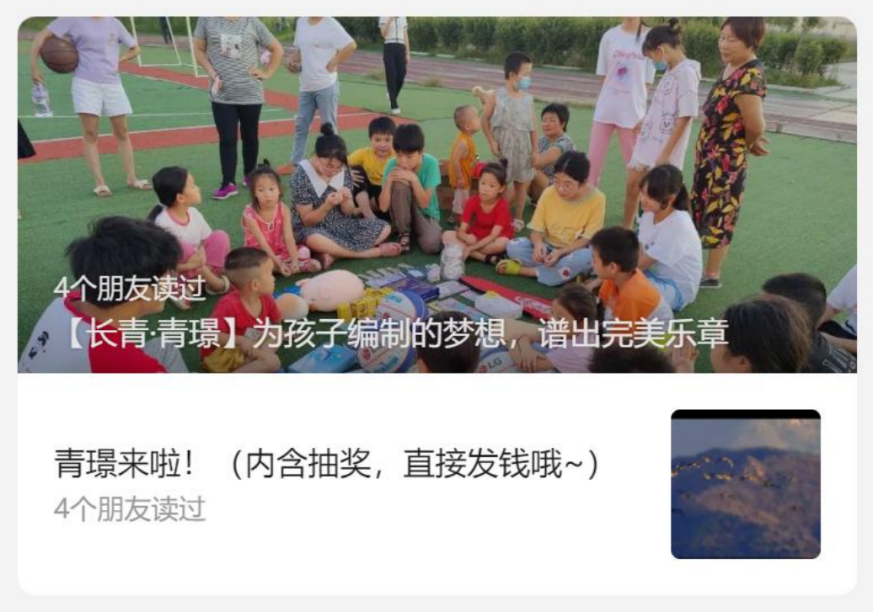 4个朋友读过
【长青·青璟】为孩子编制的梦想，谱出完美乐章
LG
青璟来啦！（内含抽奖，直接发钱哦~）
4个朋友读过